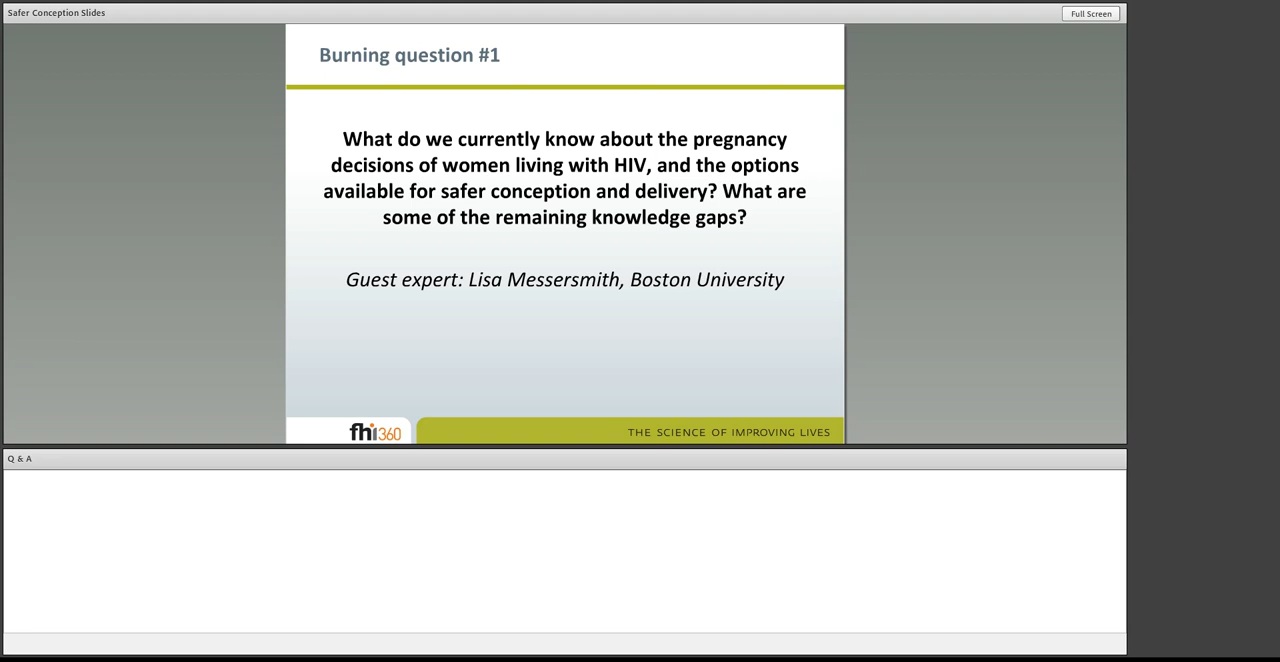 Safer Conception Slides
Full Screen
Burning question #1
What do we currently know about the pregnancy
decisions of women living with HIV, and the options
available for safer conception and delivery? What are
some of the remaining knowledge gaps?
Guest expert: Lisa Messersmith, Boston University
fhi360
THE SCIENCE OF IMPROVING LIVES
Q & A